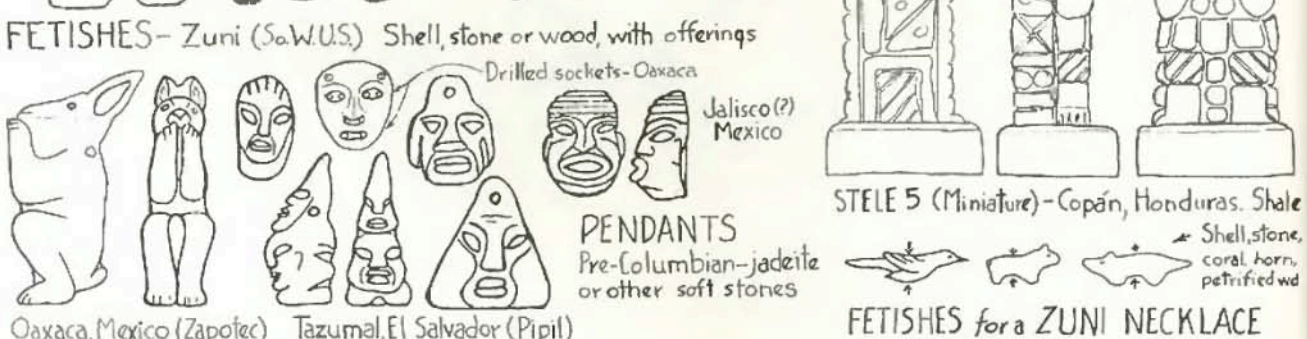 FETISHES- Zuni (So.W.U.S.) Shell, stone or wood, with offerings
Drilled sockets-Oaxaca
Jalisco(?)
Mexico
PENDANTS
Pre-Columbian-jadeite
or other soft stones
Oaxaca, Mexico (Zapotec) Tazumal, El Salvador (Pipil)
STELE 5 (Miniature)-Copán, Honduras. Shale
Shell, stone,
coral, horn,
petrified wd
FETISHES for a ZUNI NECKLACE